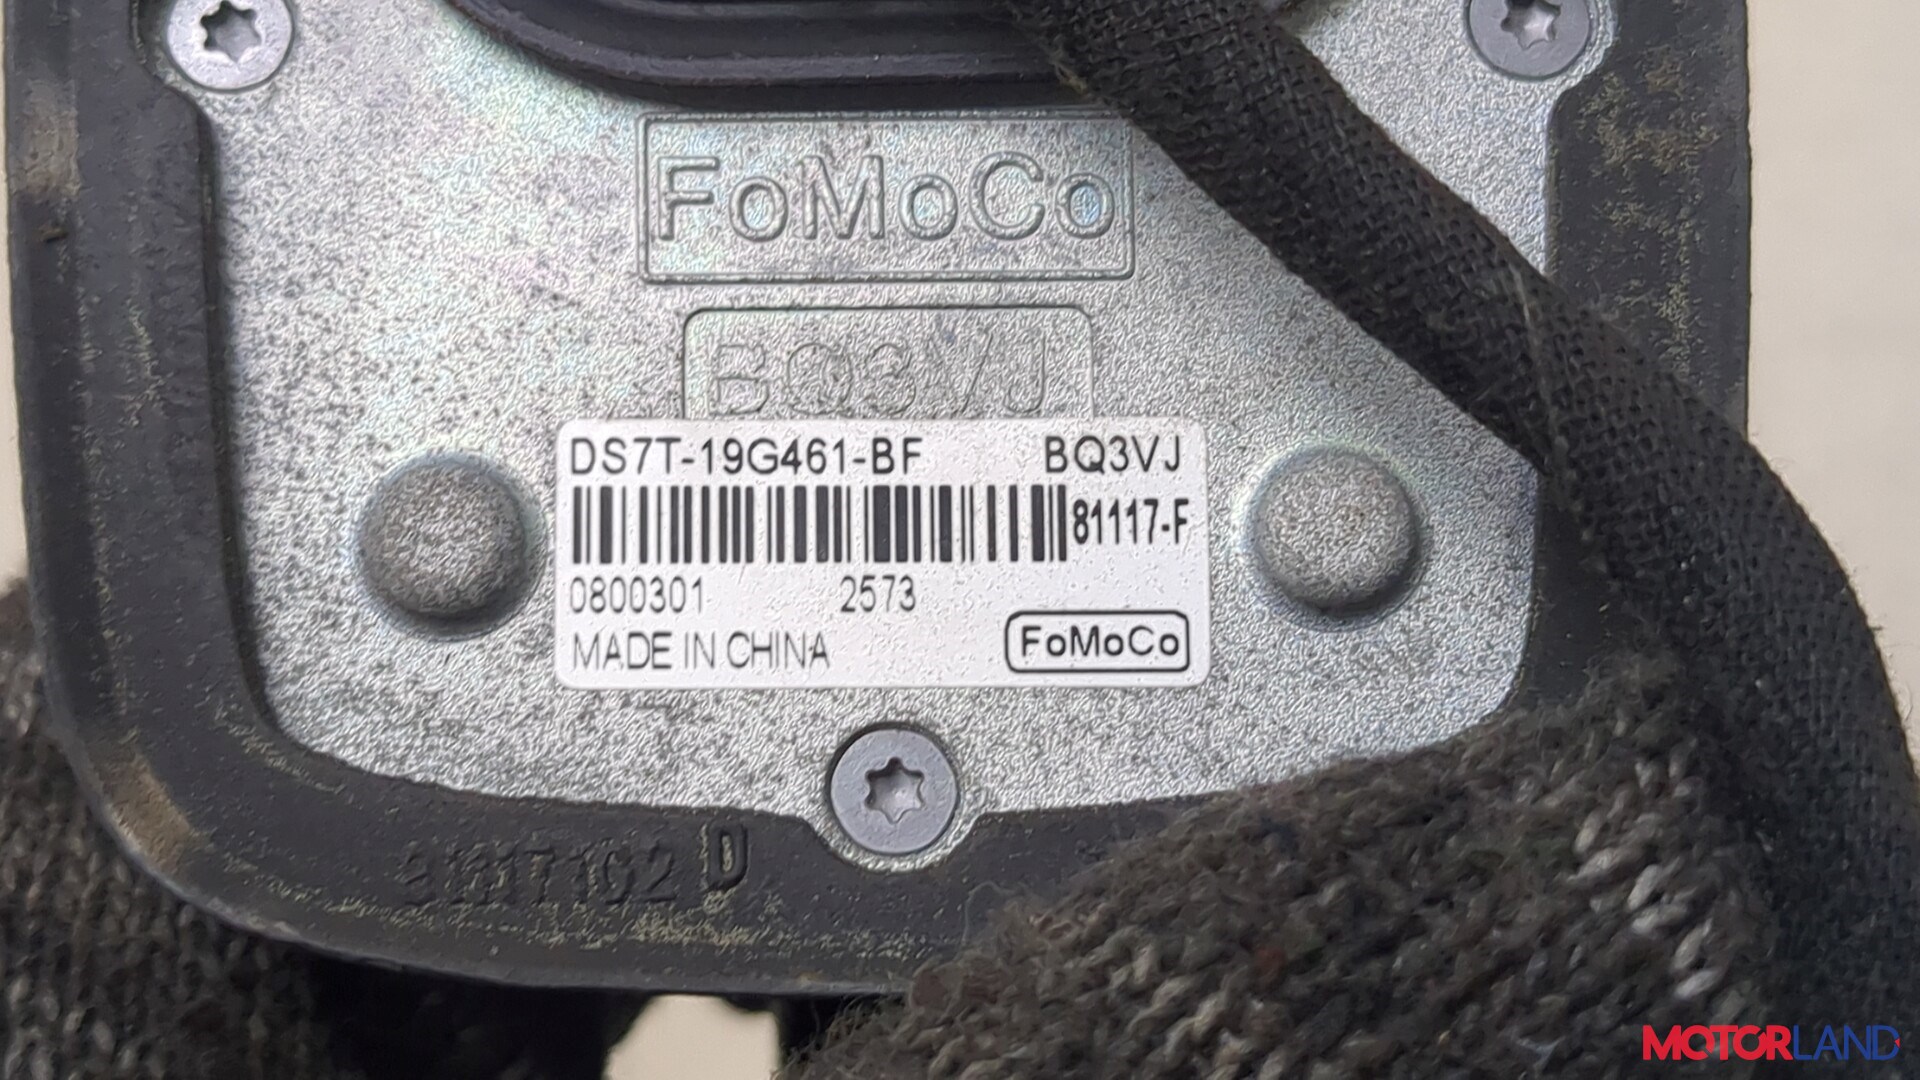 FoMoCo
BQ3VJ
DS7T-19G461-BF BQ3VJ
81117-F
0800301 2573
MADE IN CHINA FoMoCo
D
MOTORLAND